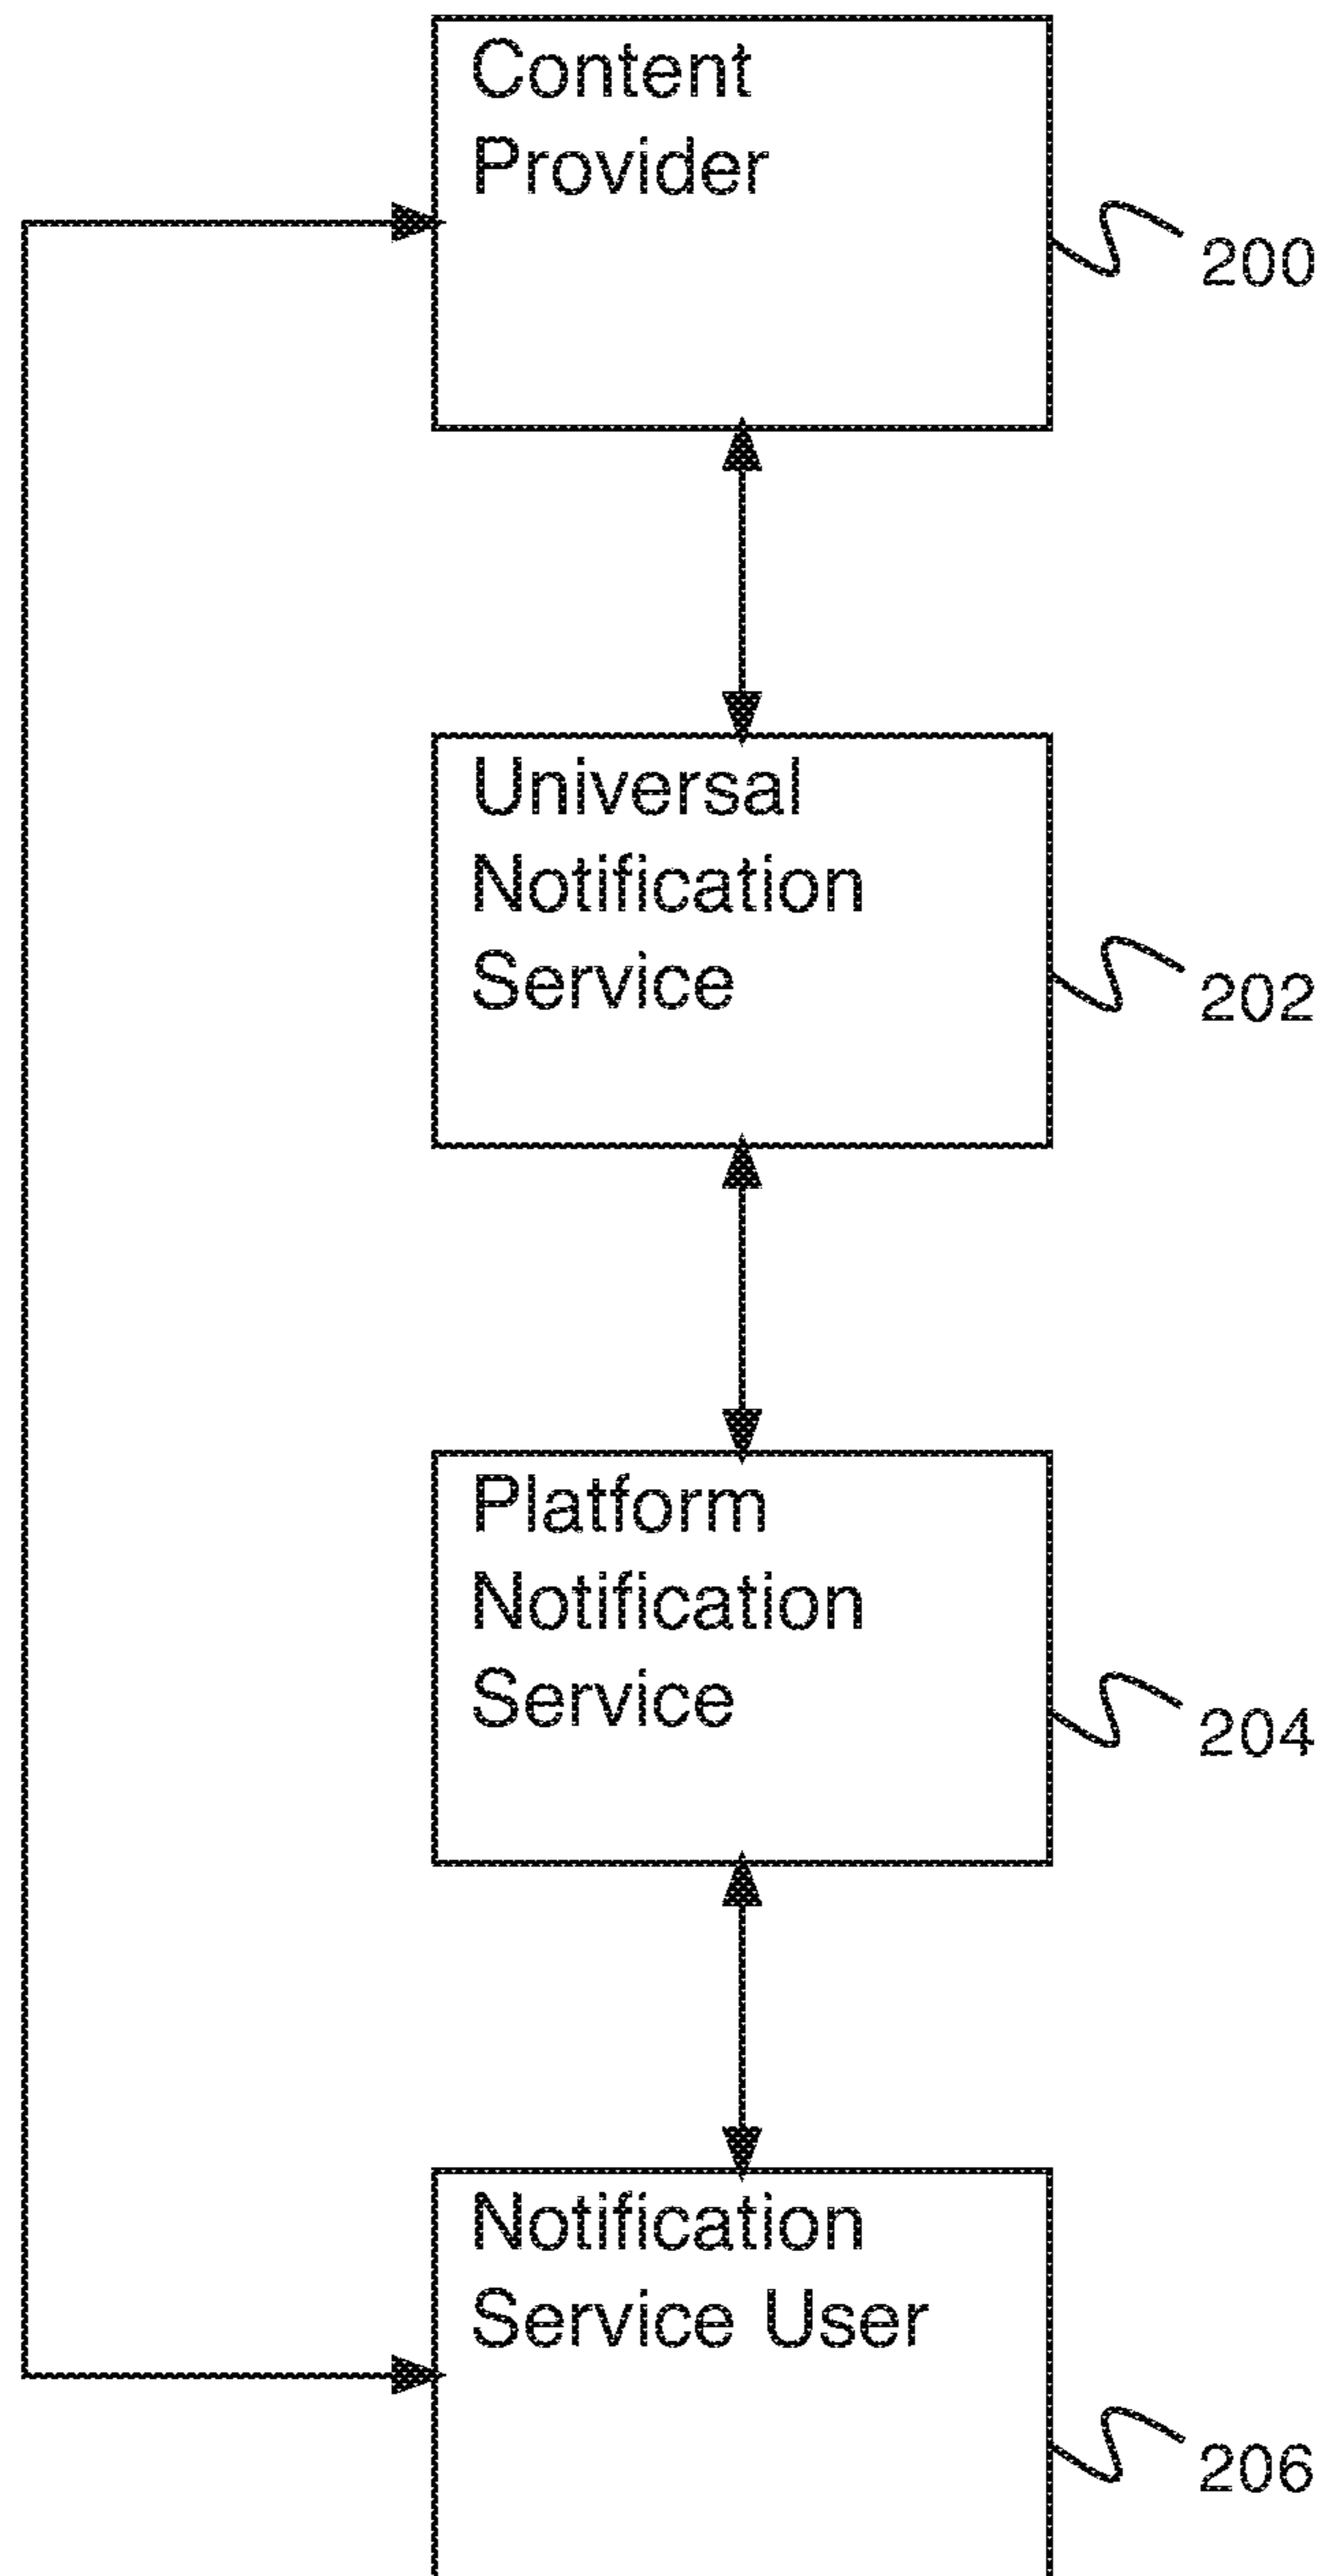 Content
Provider
200
Universal
Notification
Service
202
Platform
Notification
Service
204
Notification
Service User
206